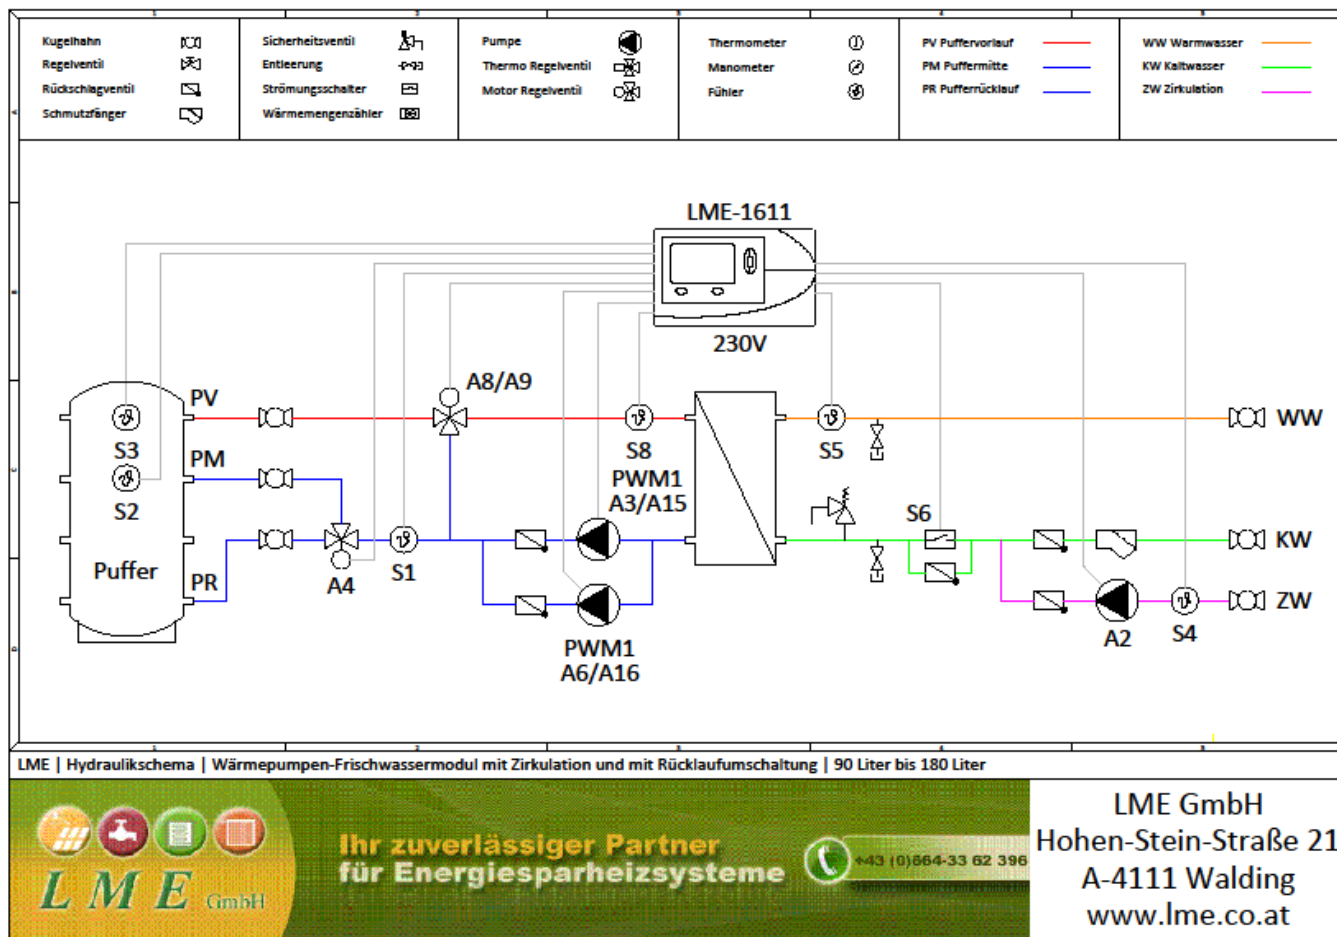 Kugelhahn
Regelventil
Rückschlagventil
Schmutzfänger
Sicherheitsventil
Entleerung
Strömungsschalter
Wärmemengenzähler
Pumpe
Thermo Regelventil
Motor Regelventil
Thermometer
Manometer
Fühler
PV Puffervorlauf
PM Puffermitte
PR Pufferrücklauf
WW Warmwasser
KW Kaltwasser
ZW Zirkulation
LME-1611
230V
A8/A9
PV
S3
PM
S2
Puffer
PR
A4
S1
S8
PWM1
A3/A15
PWM1
A6/A16
S5
WW
S6
KW
A2
S4
ZW
LME | Hydraulikschema | Wärmepumpen-Frischwassermodul mit Zirkulation und mit Rücklaufumschaltung | 90 Liter bis 180 Liter
LME GmbH
Ihr zuverlässiger Partner
für Energiesparheizsysteme
+43 (0)664-33 62 396
LME GmbH
Hohen-Stein-Straße 21
A-4111 Walding
www.lme.co.at